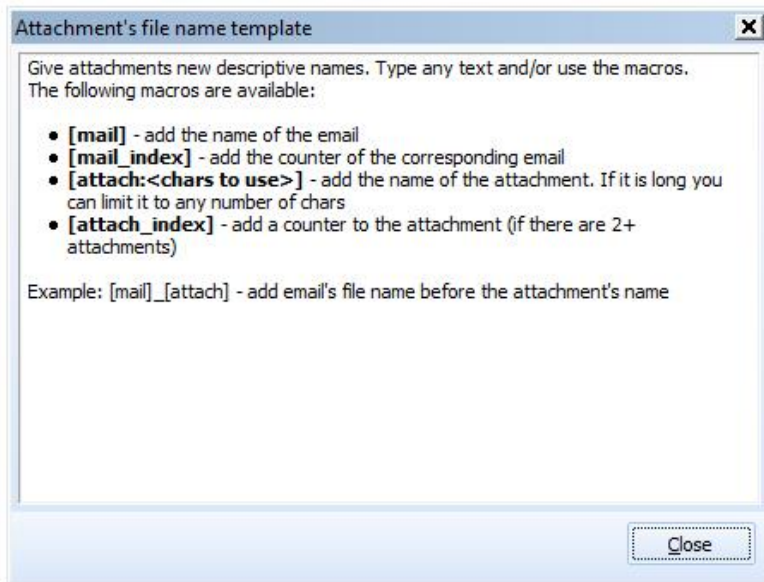 Attachment's file name template
Give attachments new descriptive names. Type any text and/or use the macros.
The following macros are available:
• [mail] - add the name of the email
• [mail_index] - add the counter of the corresponding email
• [attach:<chars to use>] - add the name of the attachment. If it is long you
can limit it to any number of chars
• [attach_index] - add a counter to the attachment (if there are 2+
attachments)
Example: [mail]_[attach] - add email's file name before the attachment's name
Close